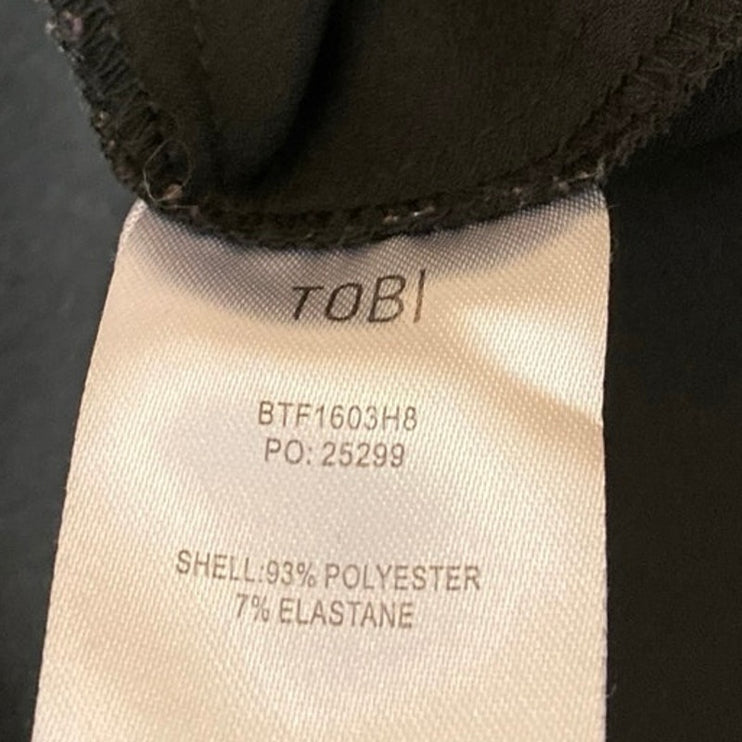 TOBI
BTF1603H8
PO: 25299
SHELL:93% POLYESTER
7% ELASTANE